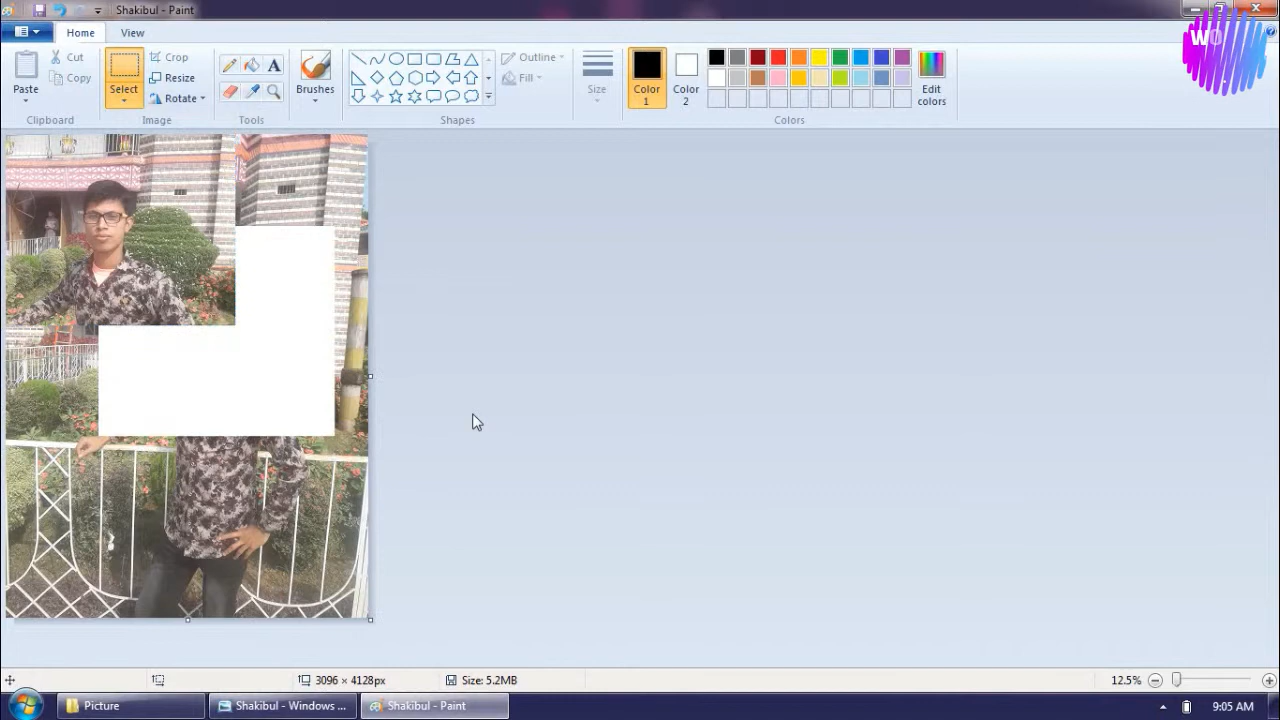 Shakibul - Paint
Home
View
WO
Paste
Cut
Copy
Clipboard
Select
Crop
Resize
Rotate
Image
A
Tools
Brushes
Outline
Fill
Shapes
Size
Color 1
Color 2
Edit colors
Colors
3096 × 4128px
Size: 5.2MB
12.5%
Picture
Shakibul - Windows ...
Shakibul - Paint
9:05 AM